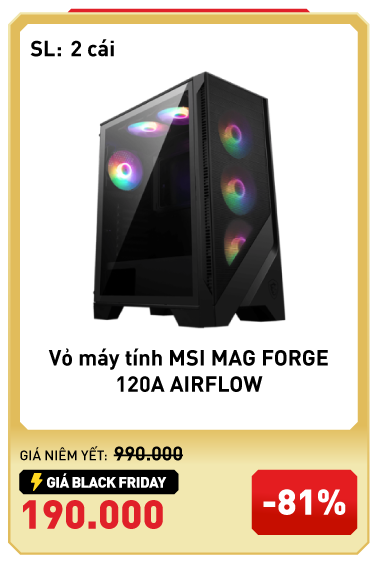 SL: 2 cái
Vỏ máy tính MSI MAG FORGE
120A AIRFLOW
GIÁ NIÊM YẾT: 990.000
GIÁ BLACK FRIDAY
190.000
-81%